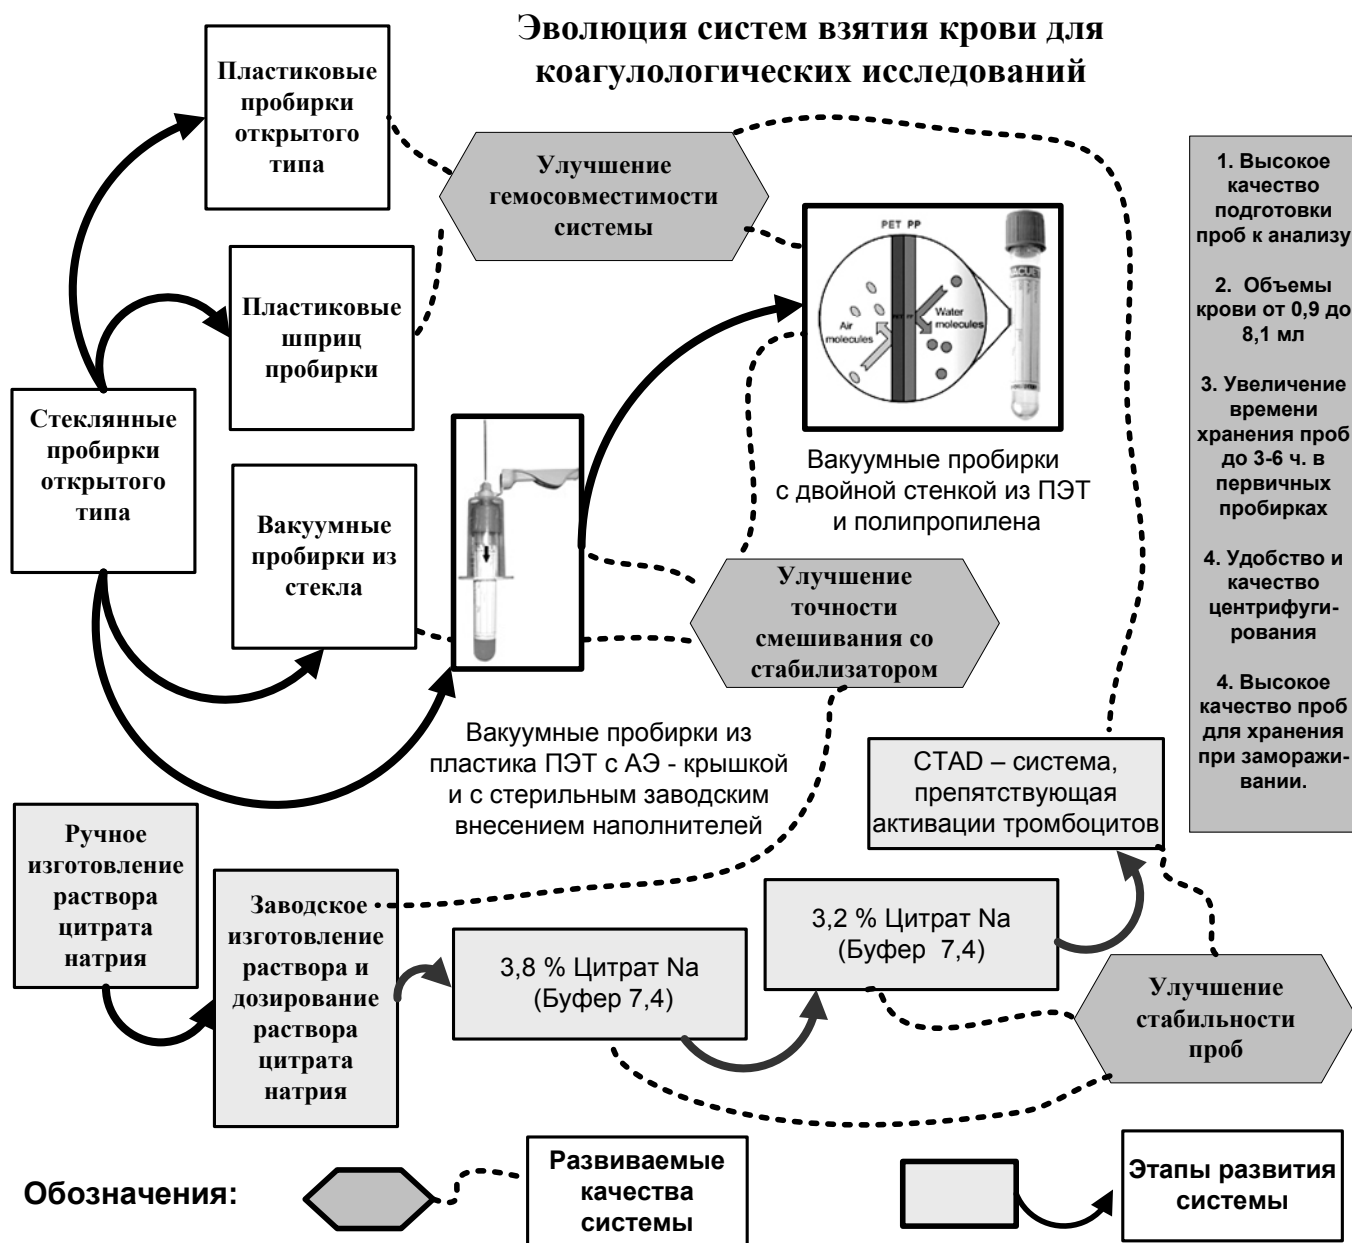 Эволюция систем взятия крови для
коагулологических исследований
Пластиковые
пробирки
открытого
типа
Улучшение
гемосовместимости
системы
Пластиковые
шприц
пробирки
Стеклянные
пробирки
открытого
типа
Вакуумные
пробирки из
стекла
PET PP
Air
molecules
Water
molecules
Вакуумные пробирки
с двойной стенкой из ПЭТ
и полипропилена
Улучшение
точности
смешивания со
стабилизатором
Вакуумные пробирки из
пластика ПЭТ с АЭ - крышкой
и с стерильным заводским
внесением наполнителей
1. Высокое
качество
подготовки
проб к анализу
2. Объемы
крови от 0,9 до
8,1 мл
3. Увеличение
времени
хранения проб
до 3-6 ч. в
первичных
пробирках
4. Удобство и
качество
центрифуги-
рования
4. Высокое
качество проб
для хранения
при заморажи-
вании.
CTAD – система,
препятствующая
активации тромбоцитов
Ручное
изготовление
раствора
цитрата
натрия
Заводское
изготовление
раствора и
дозирование
раствора
цитрата
натрия
3,8 % Цитрат Na
(Буфер 7,4)
3,2 % Цитрат Na
(Буфер 7,4)
Улучшение
стабильности
проб
Обозначения:
Развиваемые
качества
системы
Этапы развития
системы